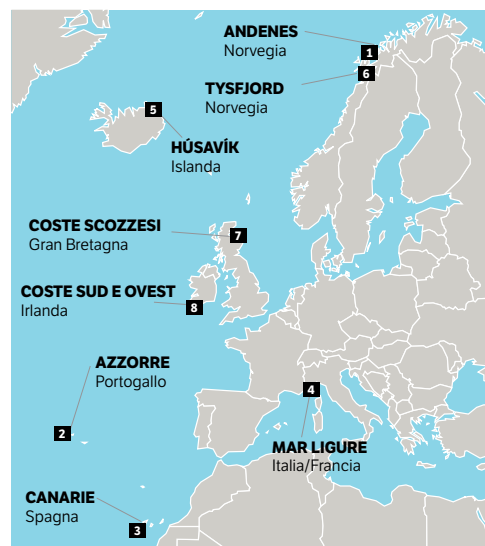 ANDENES
Norvegia
1
TYSFJORD
Norvegia
6
5
HÚSAVÍK
Islanda
COSTE SCOZZESI
Gran Bretagna
7
COSTE SUD E OVEST
Irlanda
8
AZZORRE
Portogallo
2
4
MAR LIGURE
Italia/Francia
CANARIE
Spagna
3